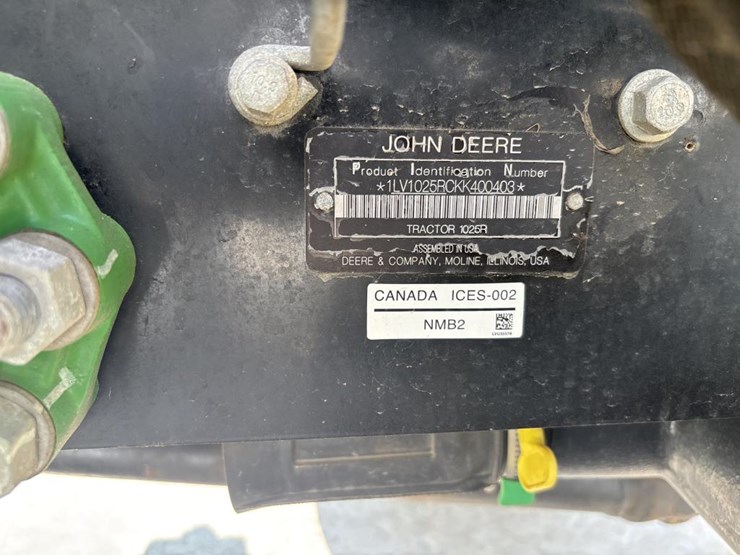 JOHN DEERE
Product Identification Number
*1LV1025RCKK400403*
TRACTOR 1025R
ASSEMBLED IN USA
DEERE & COMPANY, MOLINE, ILLINOIS, USA
CANADA ICES-002
NMB2